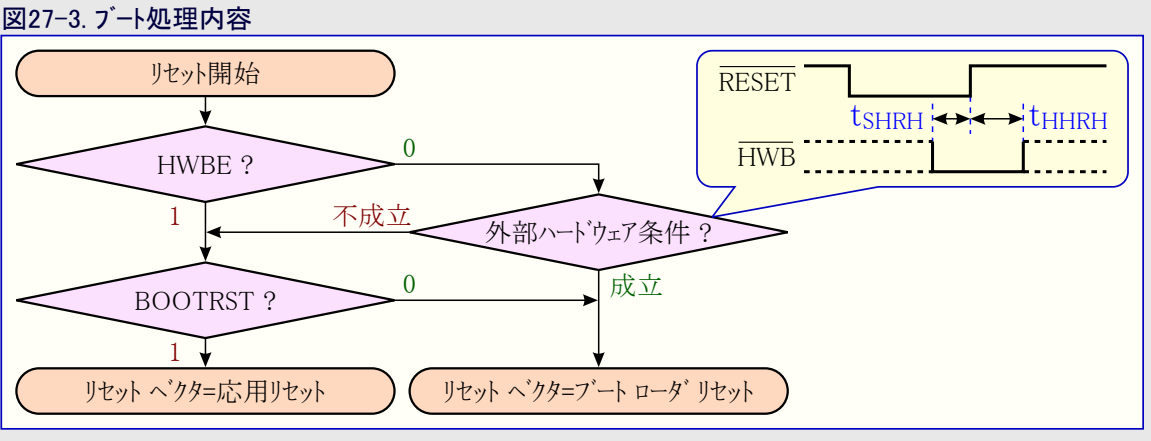 図27-3. ﾌﾞｰﾄ処理内容
ﾘｾｯﾄ開始
RESET
tSHRH
tHHRH
HWB
HWBE ?
0
1
不成立
外部ﾊｰﾄﾞｳｪｱ条件 ?
成立
BOOTRST ?
0
1
ﾘｾｯﾄ ﾍﾞｸﾀ=応用ﾘｾｯﾄ
ﾘｾｯﾄ ﾍﾞｸﾀ=ﾌﾞｰﾄ ﾛｰﾀﾞ ﾘｾｯﾄ